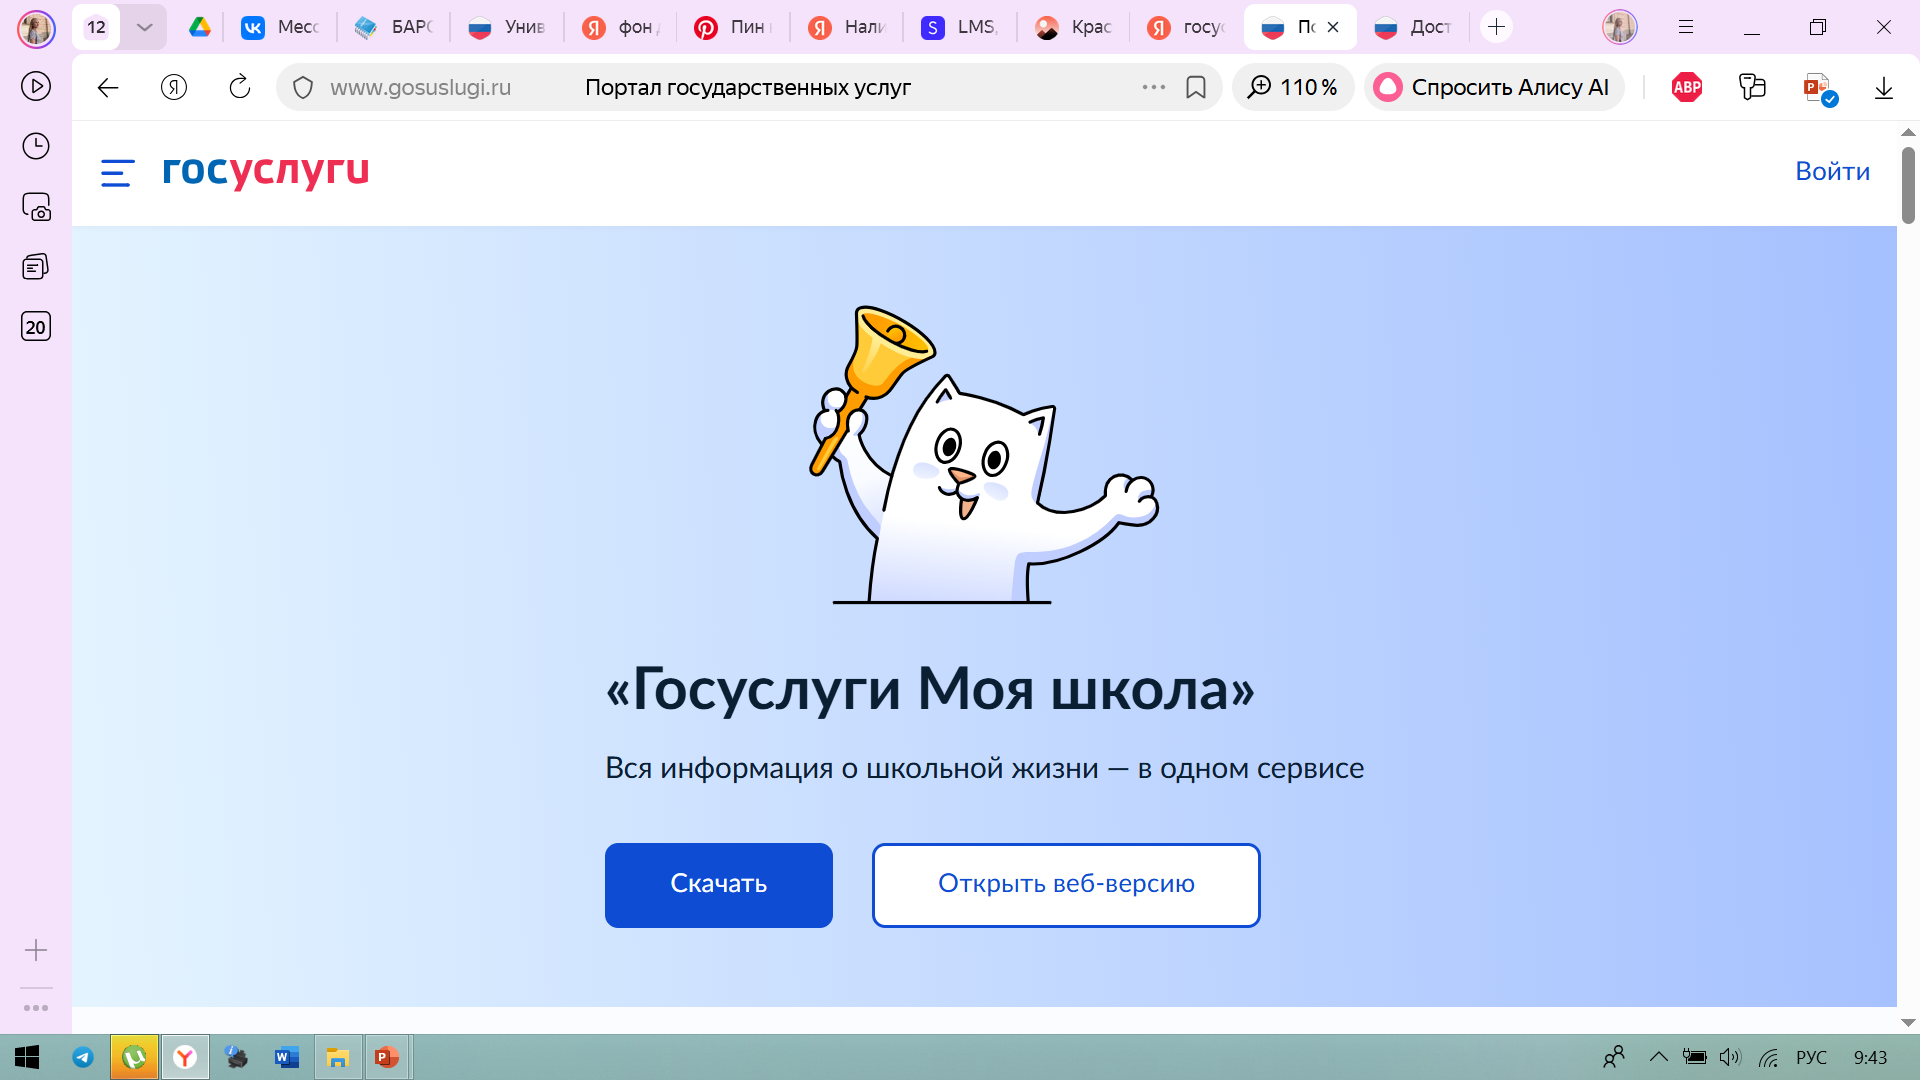 12
Месс
БАРС
Унив
фон д
Пин
Нали
LMS,
Крас
госус
По
Дост
www.gosuslugi.ru
Портал государственных услуг
110 %
Спросить Алису AI
ABP
20
госуслуги
Войти
«Госуслуги Моя школа»
Вся информация о школьной жизни — в одном сервисе
Скачать
Открыть веб-версию
РУС
9:43